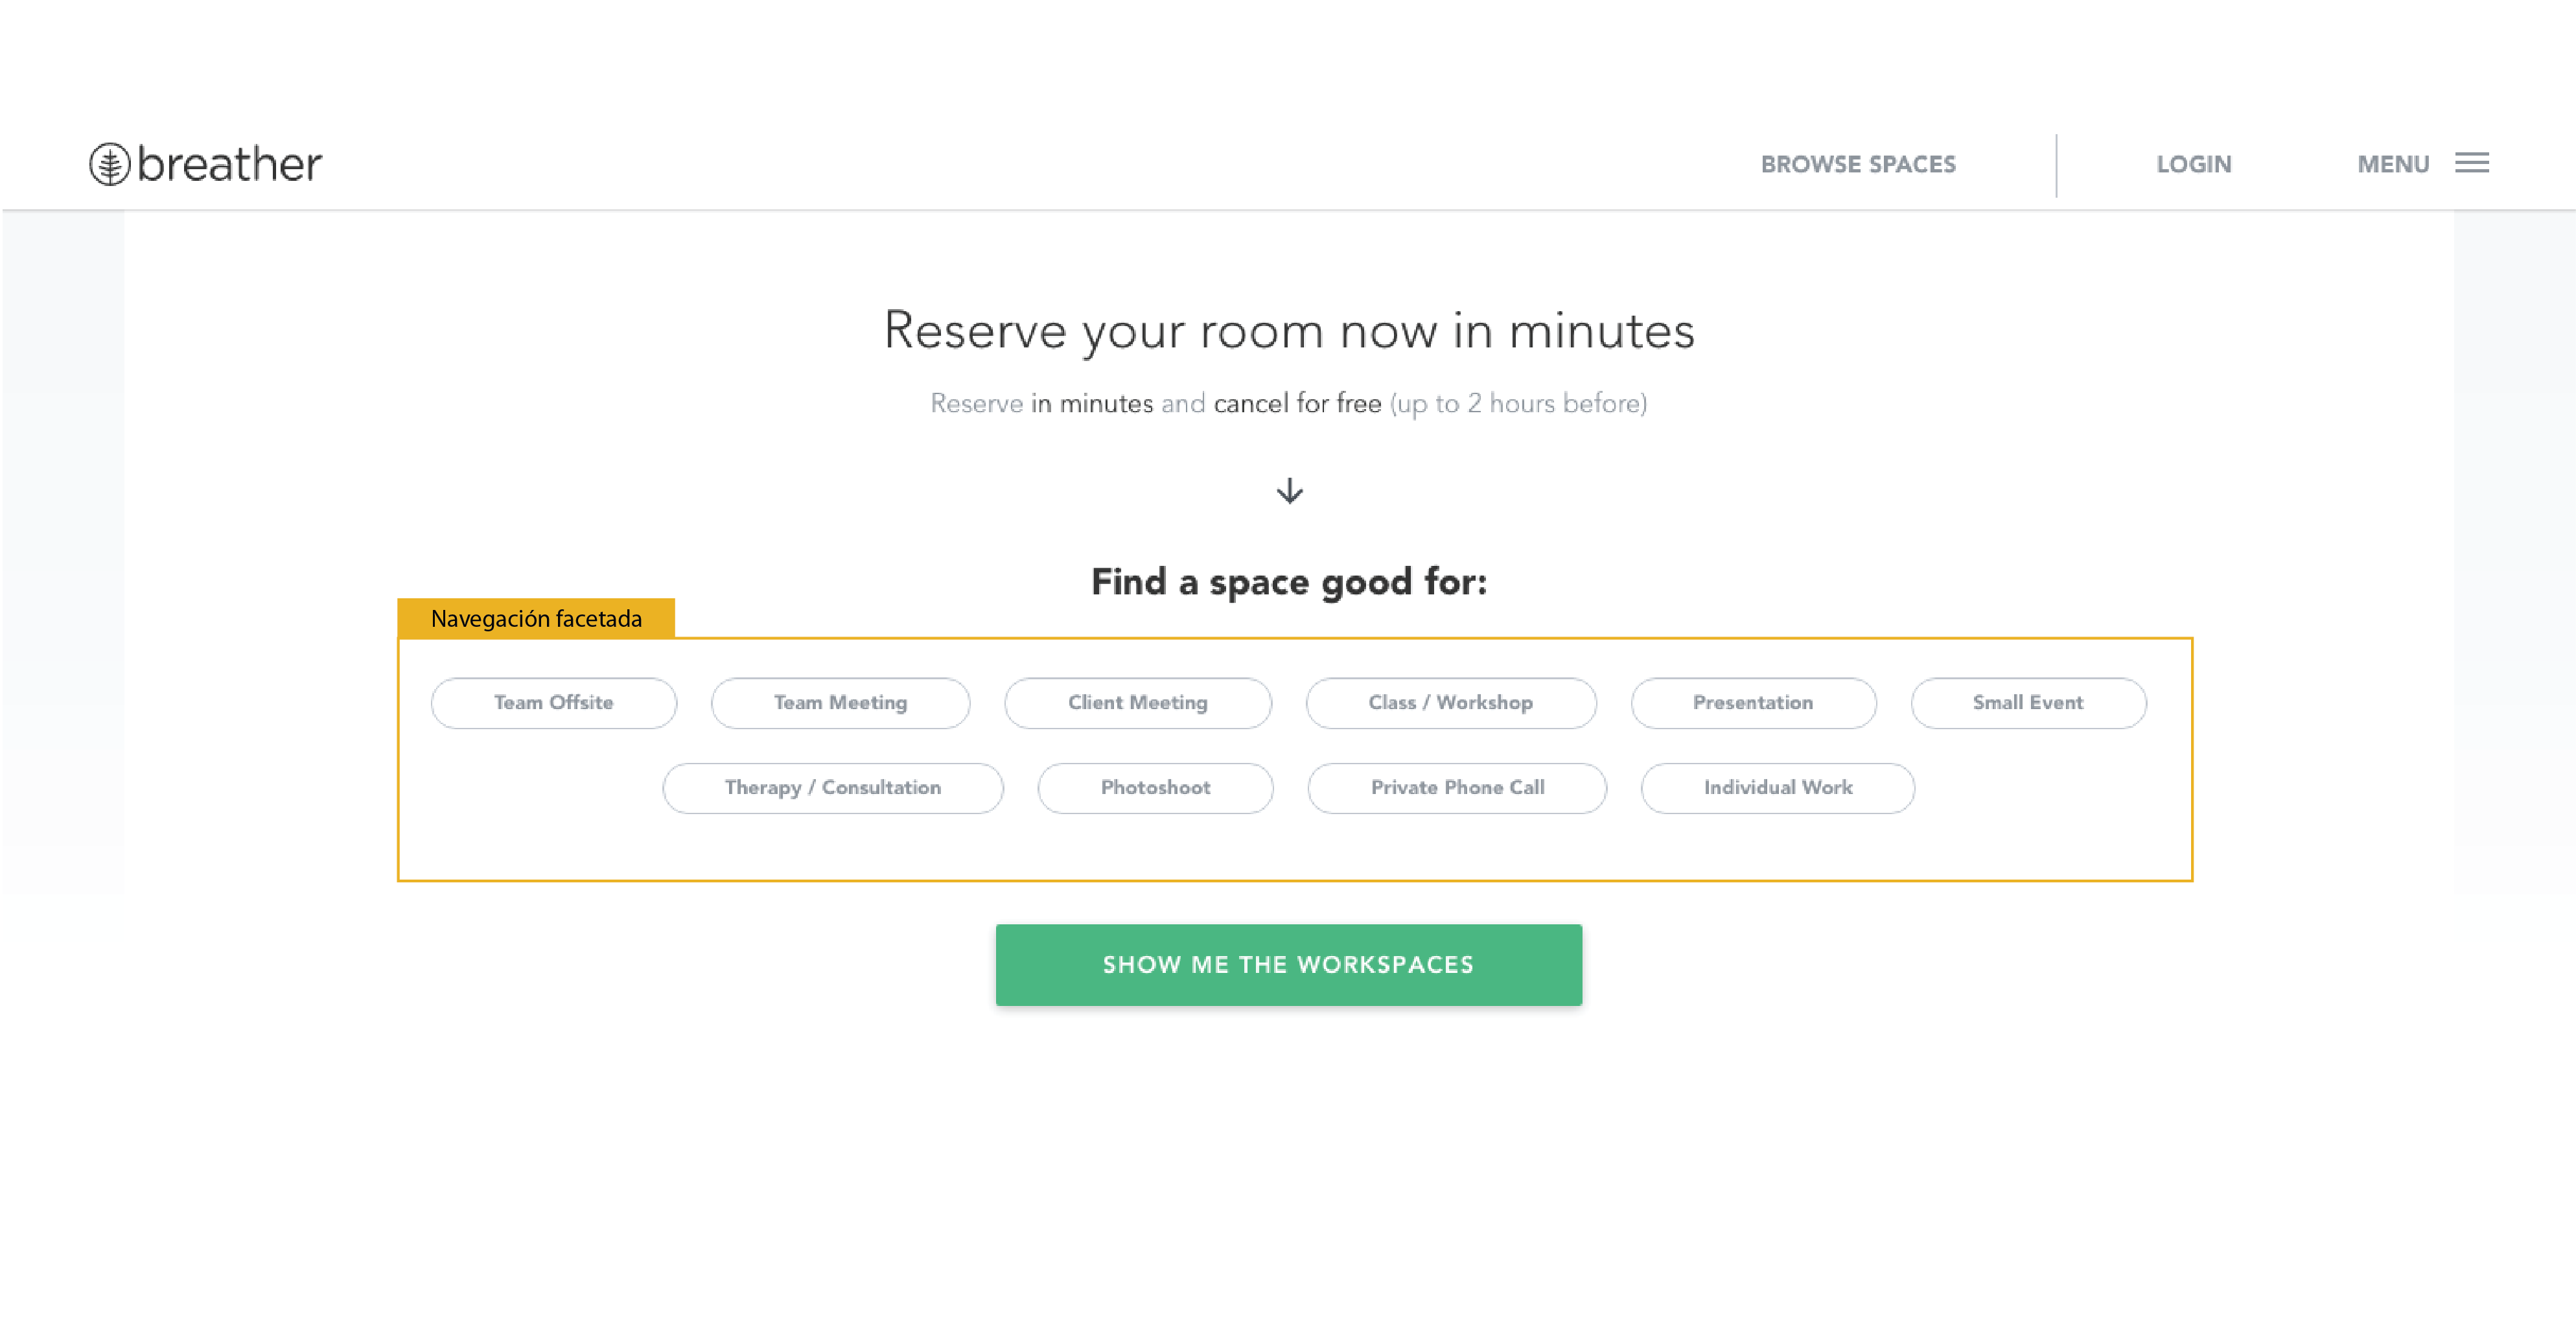 breather
BROWSE SPACES
LOGIN
MENU
Reserve your room now in minutes
Reserve in minutes and cancel for free (up to 2 hours before)
Find a space good for:
Navegación facetada
Team Offsite
Team Meeting
Client Meeting
Class / Workshop
Presentation
Small Event
Therapy / Consultation
Photoshoot
Private Phone Call
Individual Work
SHOW ME THE WORKSPACES